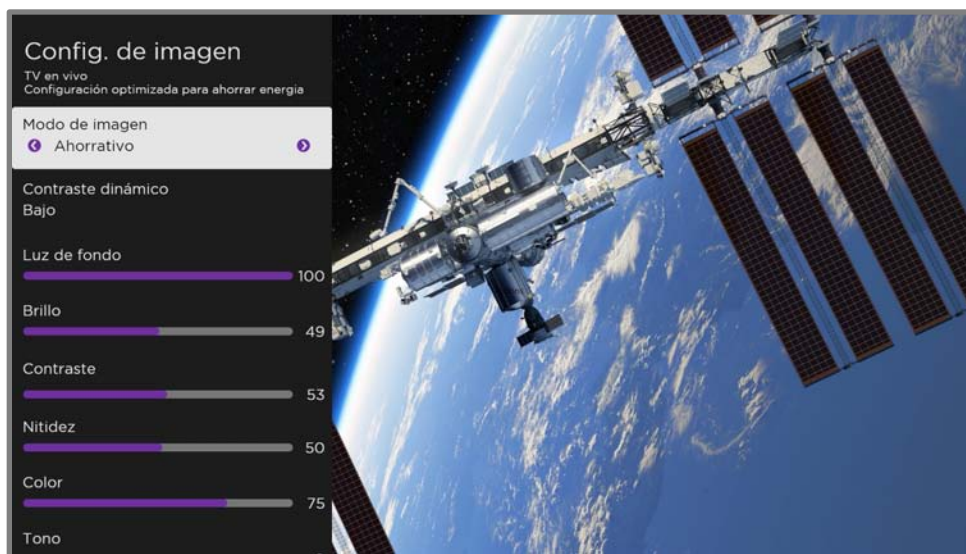 Config. de imagen
TV en vivo
Configuración optimizada para ahorrar energia
Modo de imagen
Ahorrativo
Contraste dinámico
Bajo
Luz de fondo
100
Brillo
49
Contraste
53
Nitidez
50
Color
75
Tono